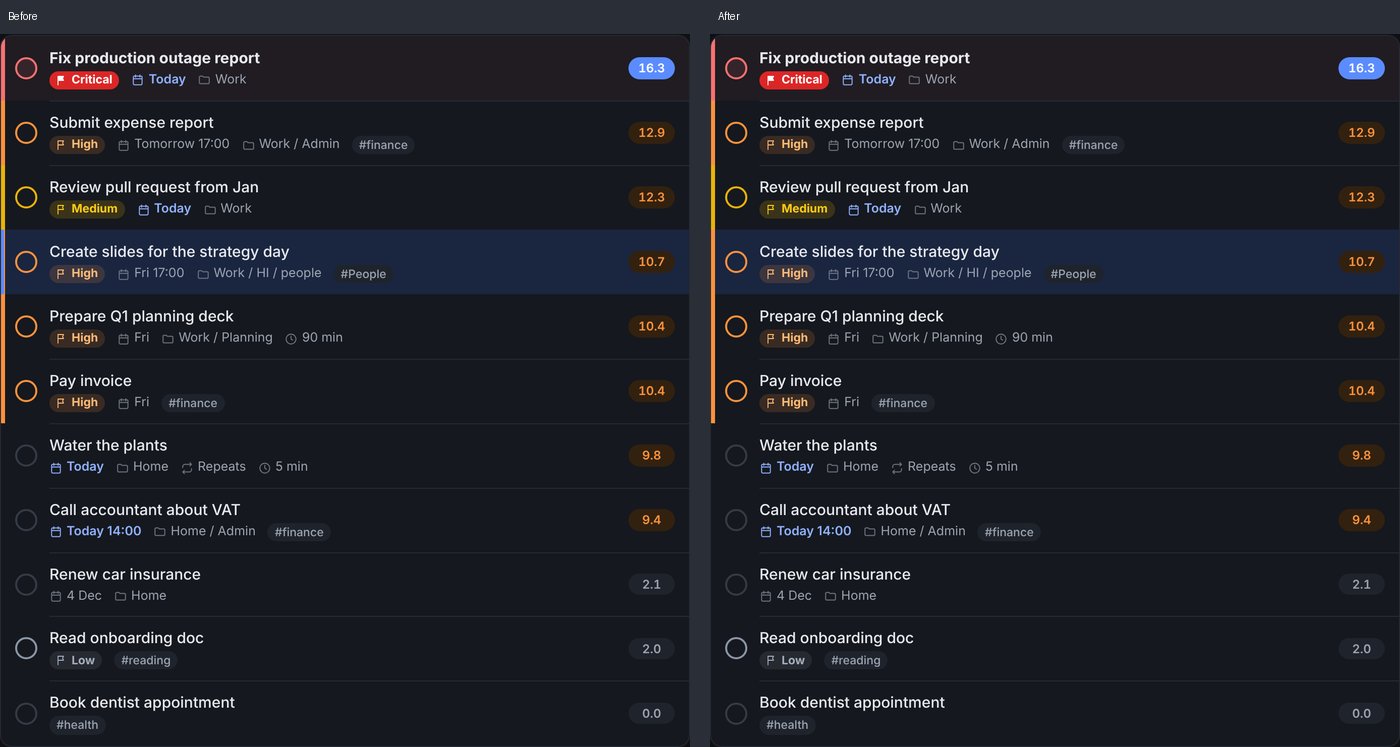 Before
Fix production outage report
Critical Today Work
16.3
Submit expense report
High Tomorrow 17:00 Work / Admin #finance
12.9
Review pull request from Jan
Medium Today Work
12.3
Create slides for the strategy day
High Fri 17:00 Work / HI / people #People
10.7
Prepare Q1 planning deck
High Fri Work / Planning 90 min
10.4
Pay invoice
High Fri #finance
10.4
Water the plants
Today Home Repeats 5 min
9.8
Call accountant about VAT
Today 14:00 Home / Admin #finance
9.4
Renew car insurance
4 Dec Home
2.1
Read onboarding doc
Low #reading
2.0
Book dentist appointment
#health
0.0
After
Fix production outage report
Critical Today Work
16.3
Submit expense report
High Tomorrow 17:00 Work / Admin #finance
12.9
Review pull request from Jan
Medium Today Work
12.3
Create slides for the strategy day
High Fri 17:00 Work / HI / people #People
10.7
Prepare Q1 planning deck
High Fri Work / Planning 90 min
10.4
Pay invoice
High Fri #finance
10.4
Water the plants
Today Home Repeats 5 min
9.8
Call accountant about VAT
Today 14:00 Home / Admin #finance
9.4
Renew car insurance
4 Dec Home
2.1
Read onboarding doc
Low #reading
2.0
Book dentist appointment
#health
0.0